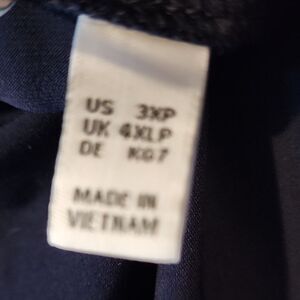 US 3XP
UK 4XLP
DE KG7
MADE IN
VIETNAM